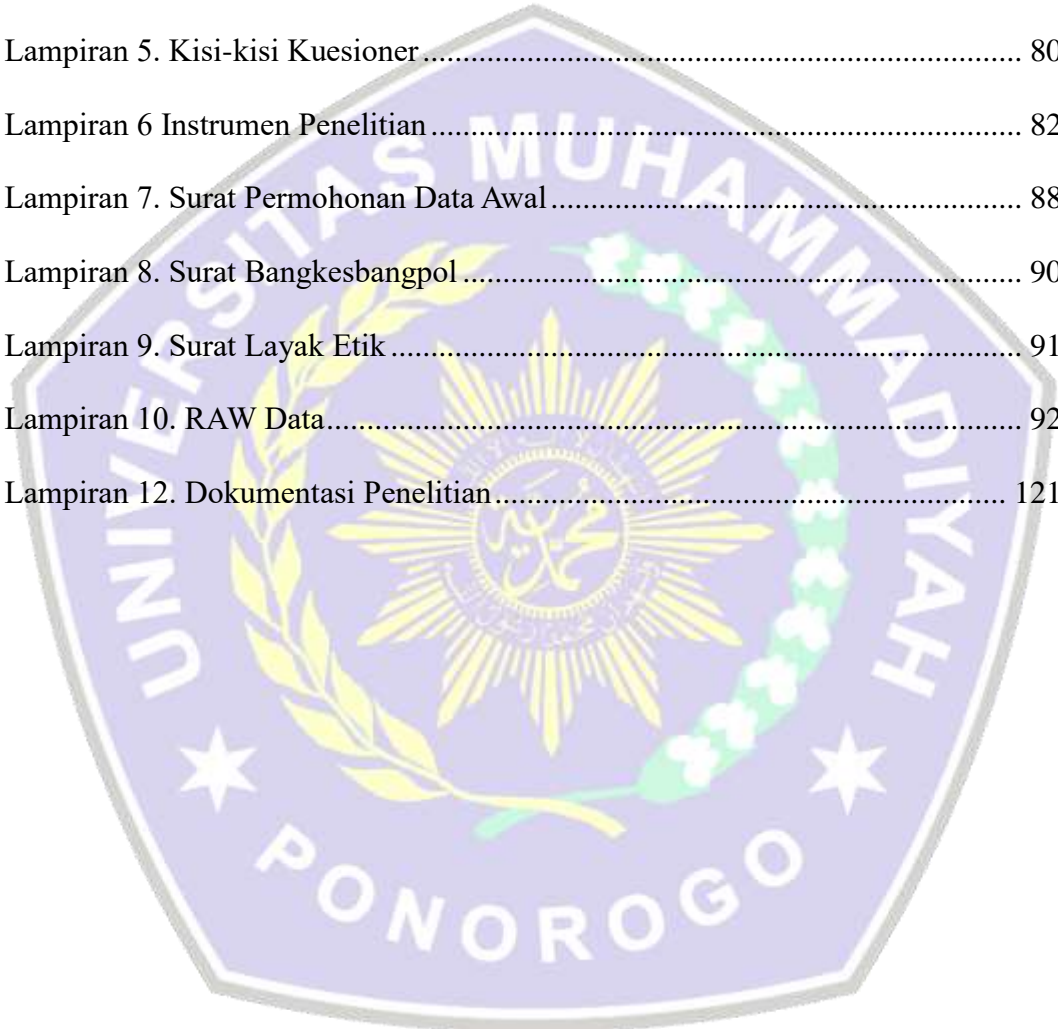 Lampiran 5. Kisi-kisi Kuesioner........................................................................... 80
Lampiran 6 Instrumen Penelitian.......................................................................... 82
Lampiran 7. Surat Permohonan Data Awal........................................................... 88
Lampiran 8. Surat Bangkesbangpol...................................................................... 90
Lampiran 9. Surat Layak Etik............................................................................... 91
Lampiran 10. RAW Data....................................................................................... 92
Lampiran 12. Dokumentasi Penelitian................................................................ 121
UNIVERSITAS MUHAMMADIYAH
PONOROGO